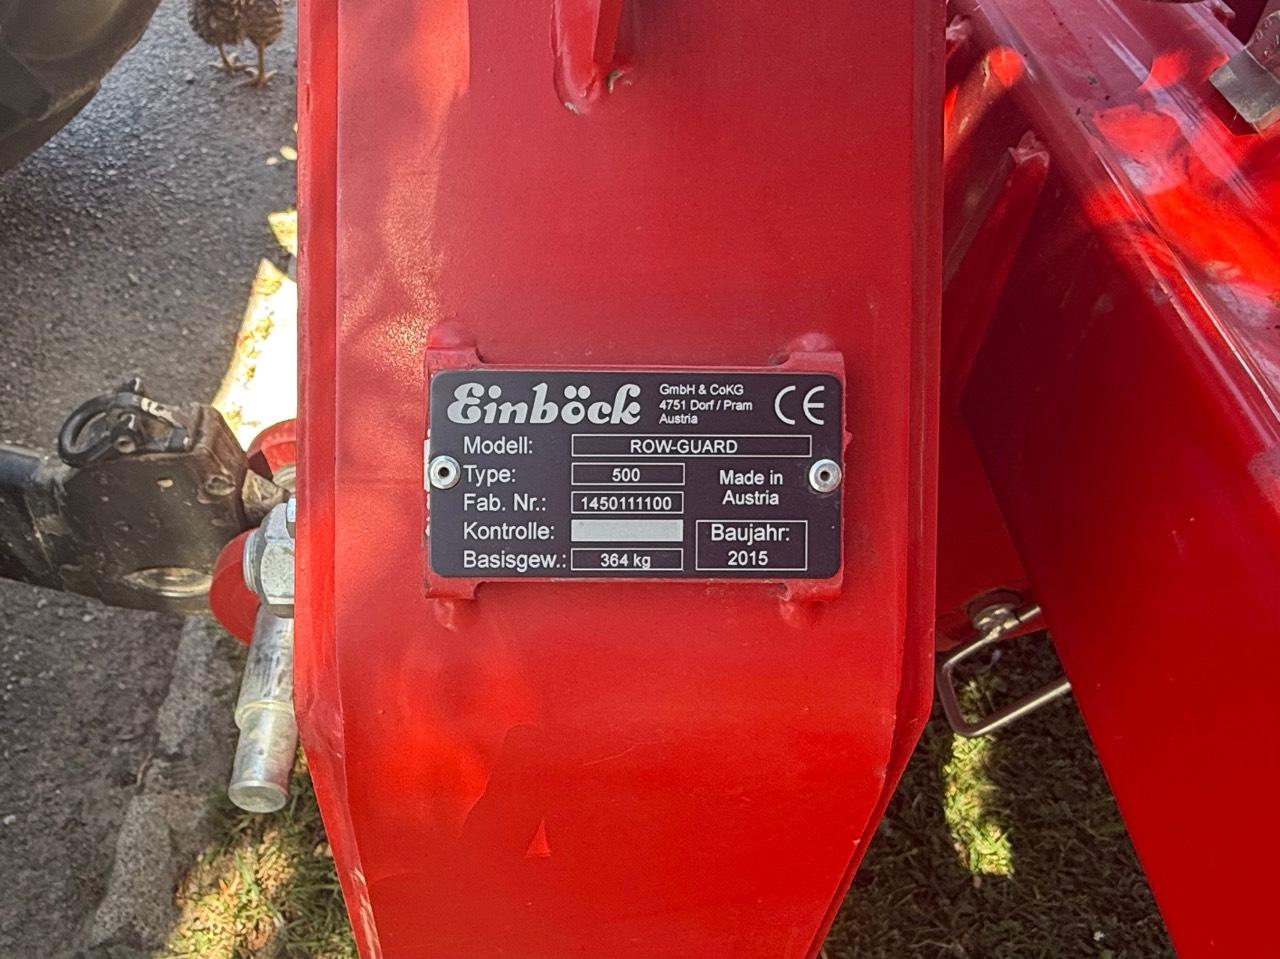 Einböck GmbH & CoKG
4751 Dorf / Pram
Austria
CE
Modell: ROW-GUARD
Type: 500
Made in
Austria
Fab. Nr.: 1450111100
Kontrolle:
Baujahr:
2015
Basisgew.: 364 kg